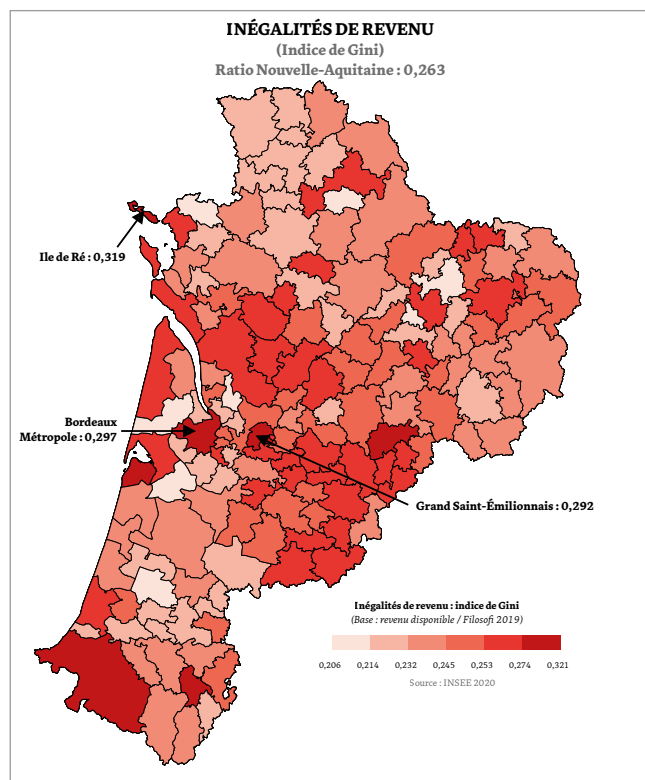 INÉGALITÉS DE REVENU
(Indice de Gini)
Ratio Nouvelle-Aquitaine : 0,263
Ile de Ré : 0,319
Bordeaux
Métropole : 0,297
Grand Saint-Émilionnais : 0,292
Inégalités de revenu : indice de Gini
(Base : revenu disponible / Filosofi 2019)
0,206 0,214 0,232 0,245 0,253 0,274 0,321
Source : INSEE 2020